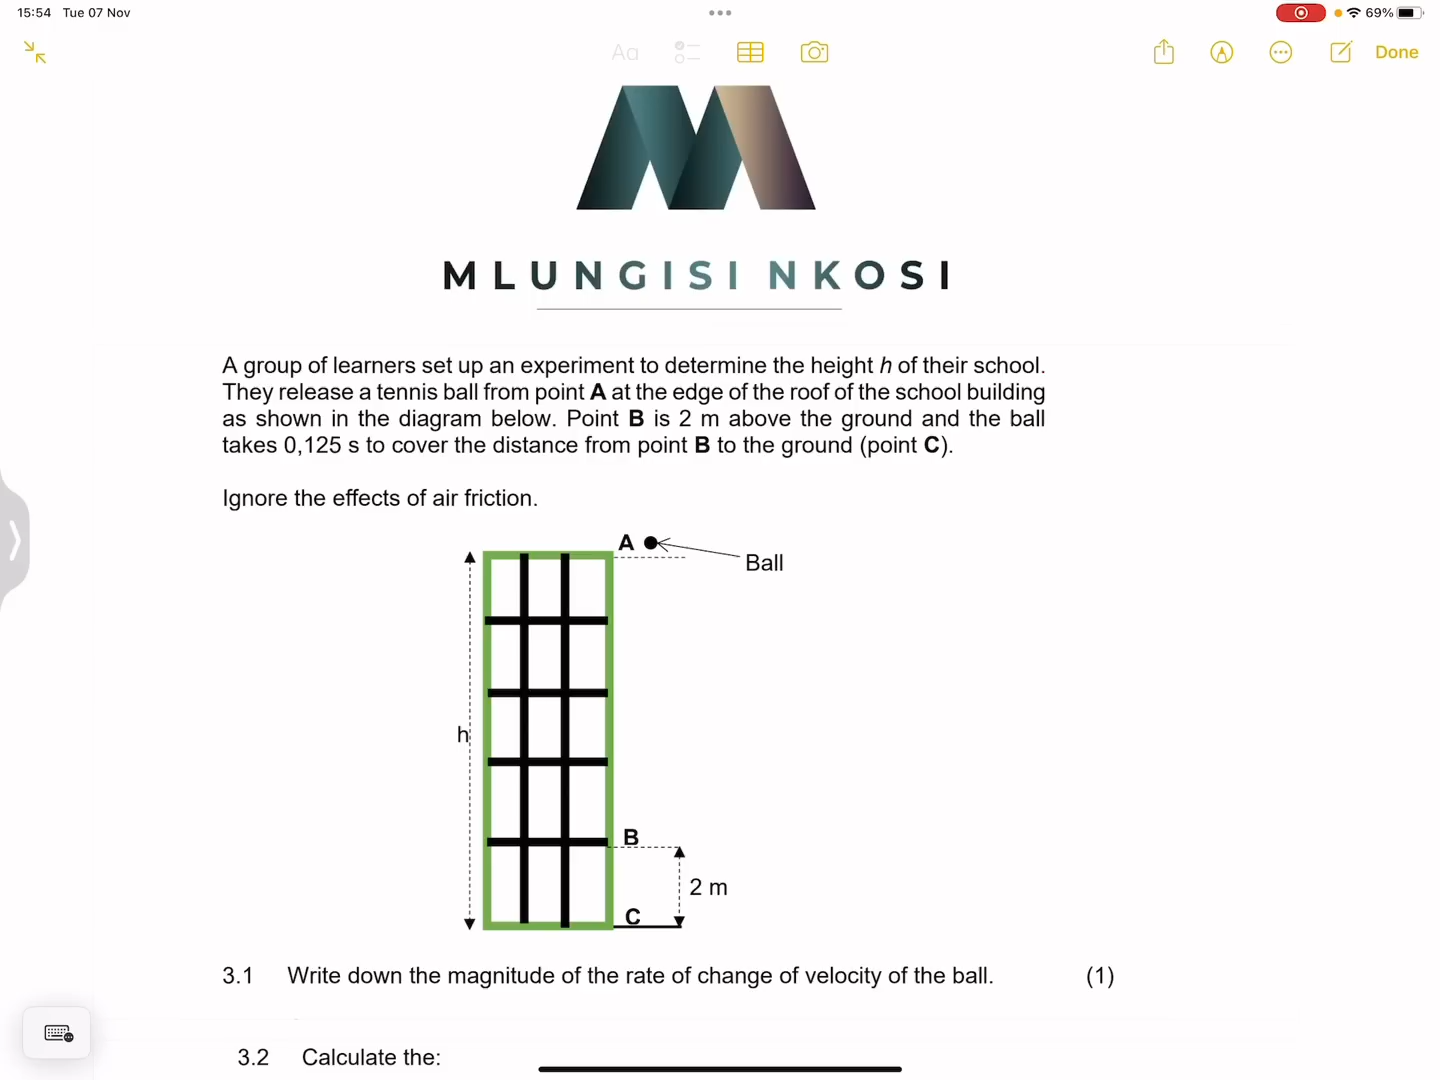 15:54 Tue 07 Nov
69%
Aa
Done
MLUNGISI NKOSI
A group of learners set up an experiment to determine the height h of their school.
They release a tennis ball from point A at the edge of the roof of the school building
as shown in the diagram below. Point B is 2 m above the ground and the ball
takes 0,125 s to cover the distance from point B to the ground (point C).
Ignore the effects of air friction.
A
Ball
h
B
2 m
C
3.1 Write down the magnitude of the rate of change of velocity of the ball. (1)
3.2 Calculate the: